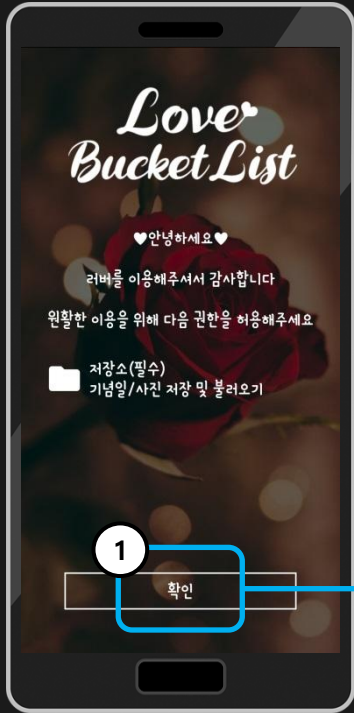 Love
Bucket List
♥안녕하세요♥
러버를 이용해주셔서 감사합니다
원활한 이용을 위해 다음 권한을 허용해주세요
저장소(필수)
기념일/사진 저장 및 불러오기
1
확인